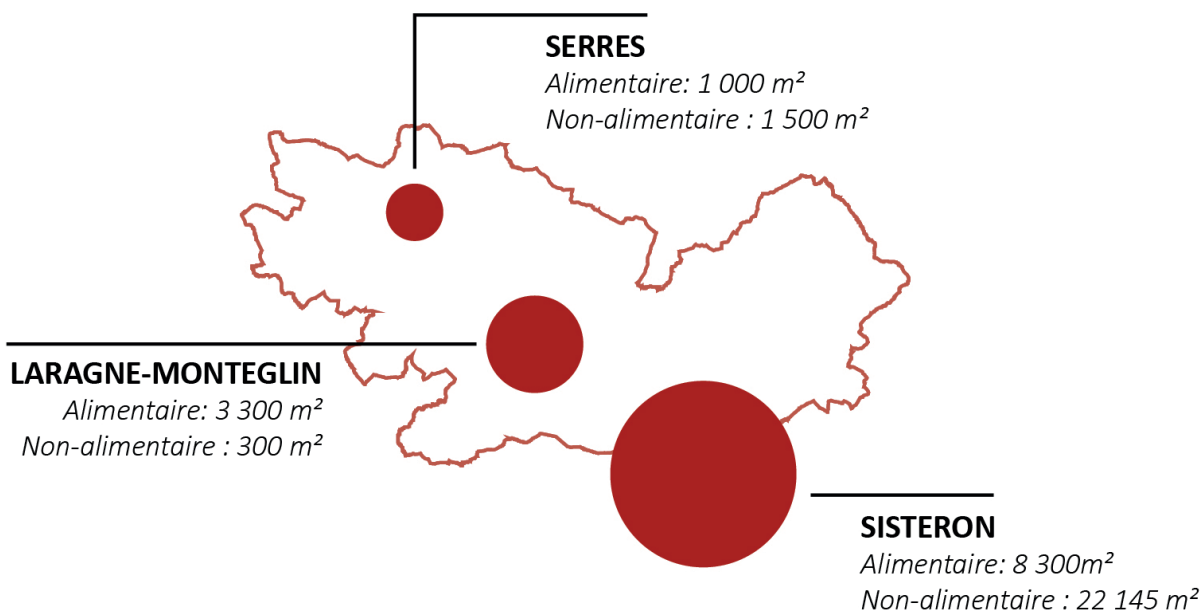 SERRES
Alimentaire: 1 000 m²
Non-alimentaire : 1 500 m²
LARAGNE-MONTEGLIN
Alimentaire: 3 300 m²
Non-alimentaire : 300 m²
SISTERON
Alimentaire: 8 300m²
Non-alimentaire : 22 145 m²